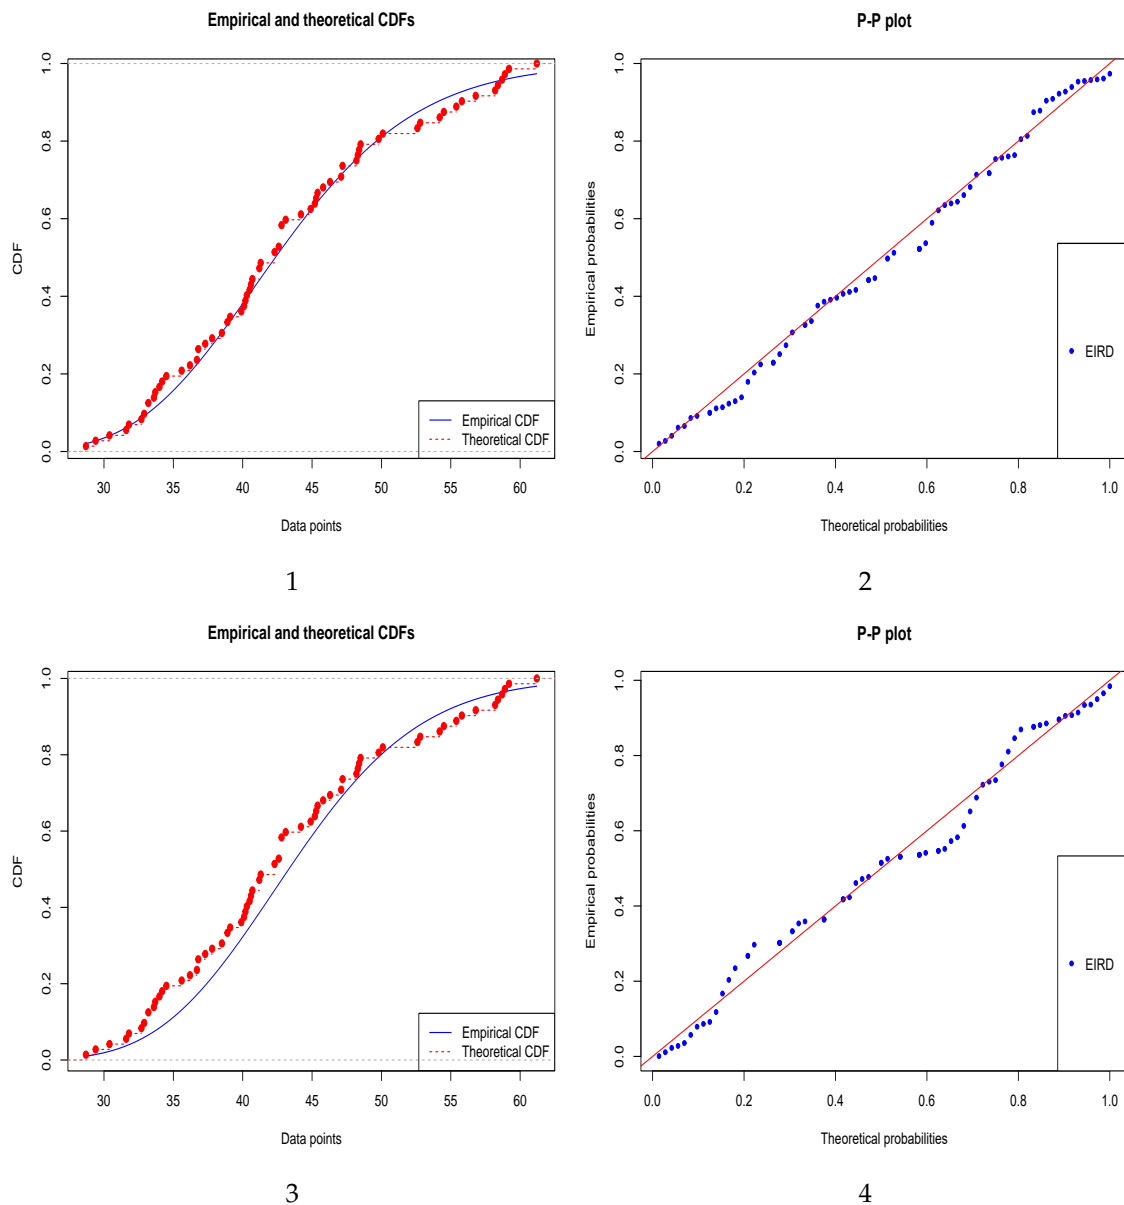 Empirical and theoretical CDFs
CDF
0.0 0.2 0.4 0.6 0.8 1.0
30 35 40 45 50 55 60
Data points
Empirical CDF
Theoretical CDF
1
P-P plot
Empirical probabilities
0.0 0.2 0.4 0.6 0.8 1.0
0.0 0.2 0.4 0.6 0.8 1.0
Theoretical probabilities
EIRD
2
Empirical and theoretical CDFs
CDF
0.0 0.2 0.4 0.6 0.8 1.0
30 35 40 45 50 55 60
Data points
Empirical CDF
Theoretical CDF
3
P-P plot
Empirical probabilities
0.0 0.2 0.4 0.6 0.8 1.0
0.0 0.2 0.4 0.6 0.8 1.0
Theoretical probabilities
EIRD
4